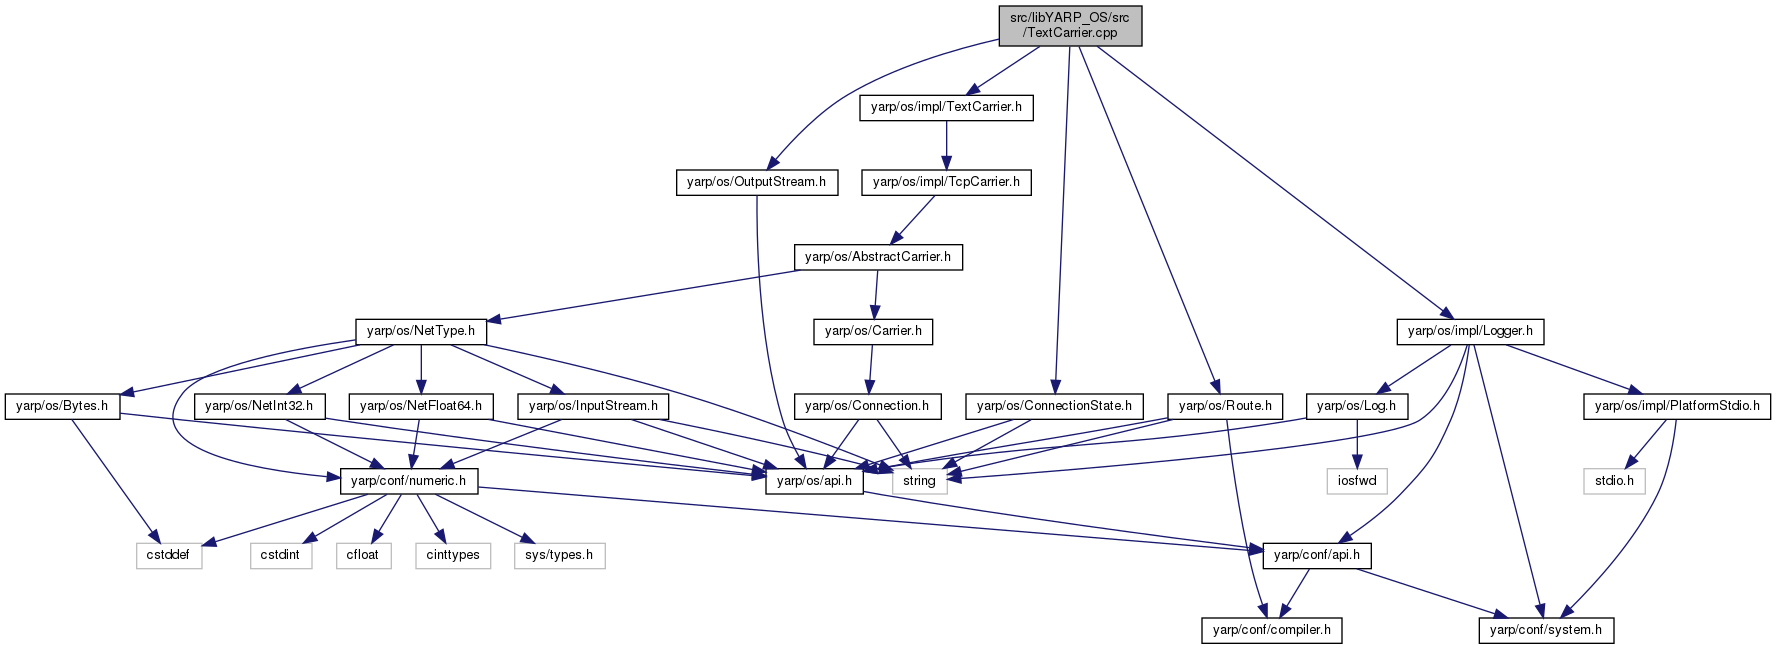 src/libYARP_OS/src
/TextCarrier.cpp
yarp/os/impl/TextCarrier.h
yarp/os/OutputStream.h
yarp/os/impl/TcpCarrier.h
yarp/os/AbstractCarrier.h
yarp/os/NetType.h
yarp/os/Carrier.h
yarp/os/impl/Logger.h
yarp/os/Bytes.h
yarp/os/NetInt32.h
yarp/os/NetFloat64.h
yarp/os/InputStream.h
yarp/os/Connection.h
yarp/os/ConnectionState.h
yarp/os/Route.h
yarp/os/Log.h
yarp/os/impl/PlatformStdio.h
yarp/conf/numeric.h
yarp/os/api.h
string
iosfwd
stdio.h
cstddef
cstdint
cfloat
cinttypes
sys/types.h
yarp/conf/api.h
yarp/conf/compiler.h
yarp/conf/system.h